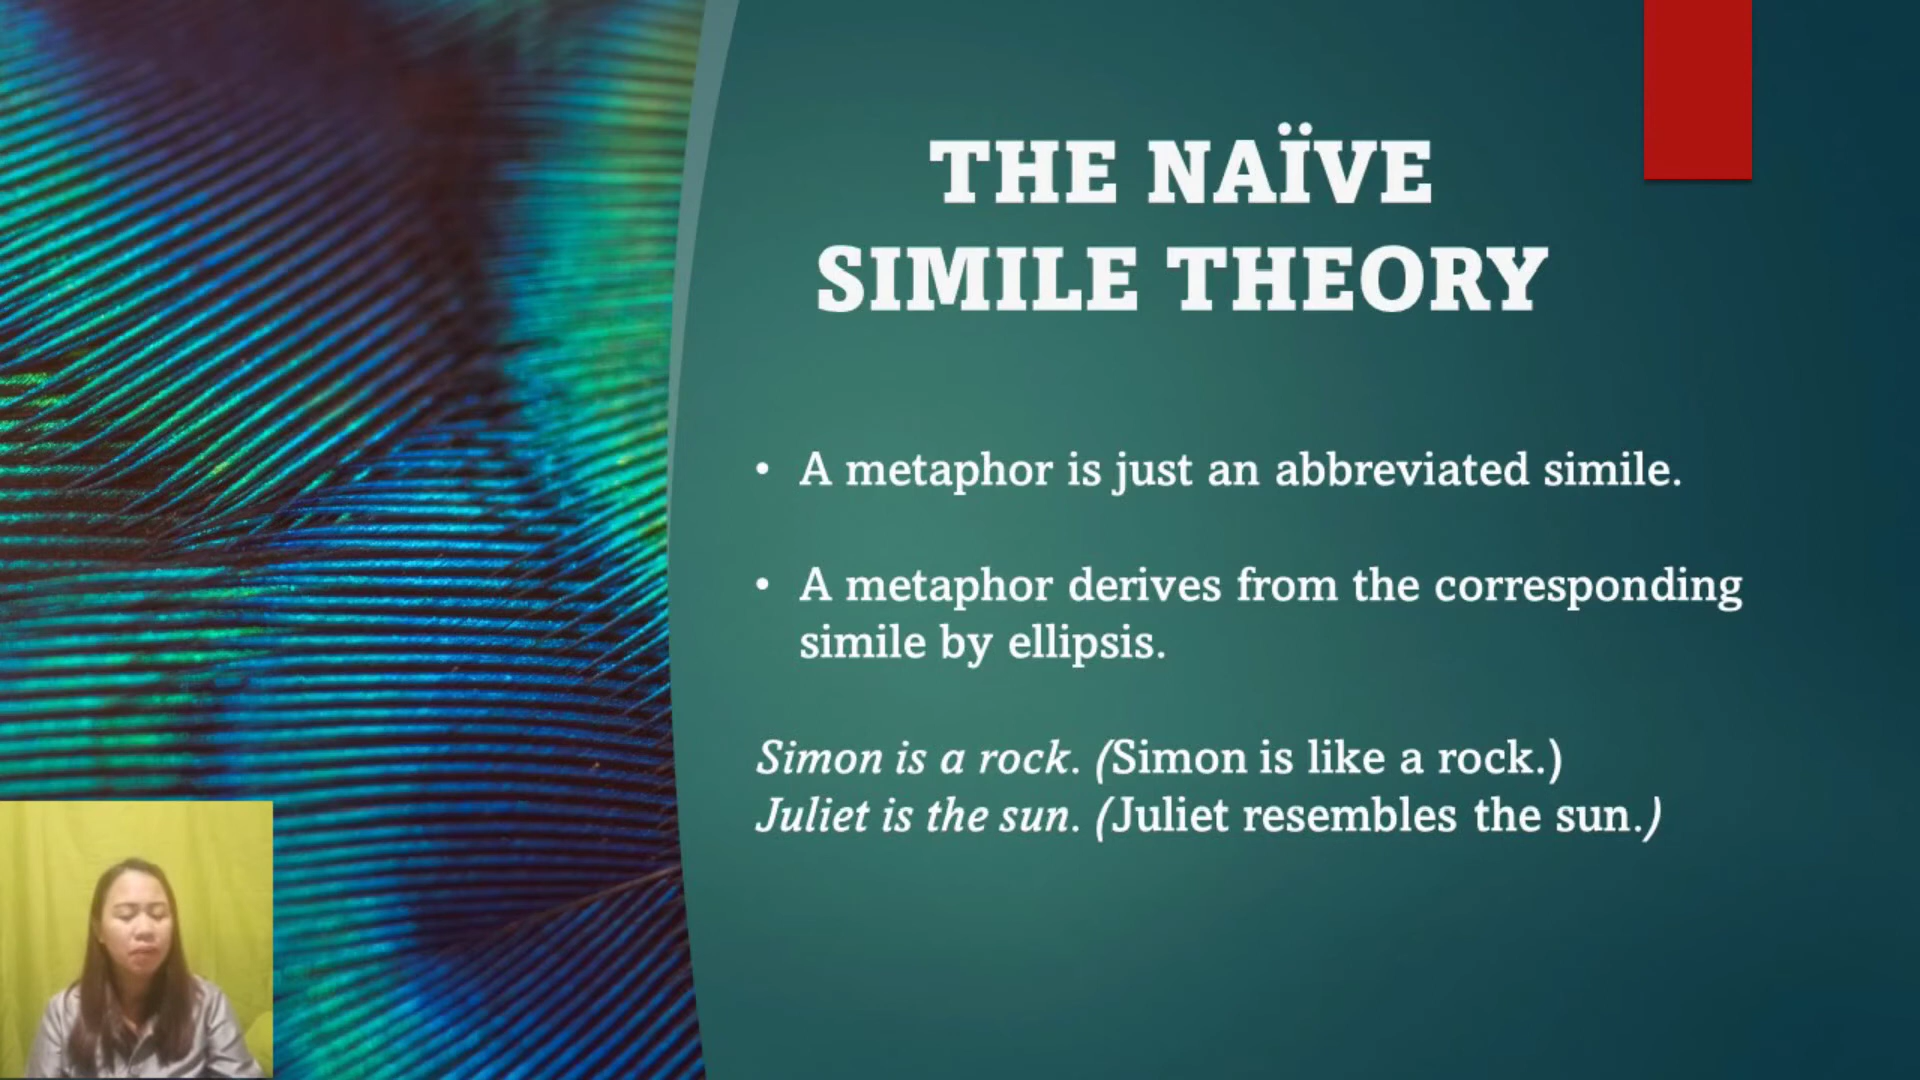 THE NAÏVE
SIMILE THEORY
• A metaphor is just an abbreviated simile.
• A metaphor derives from the corresponding
simile by ellipsis.
Simon is a rock. (Simon is like a rock.)
Juliet is the sun. (Juliet resembles the sun.)